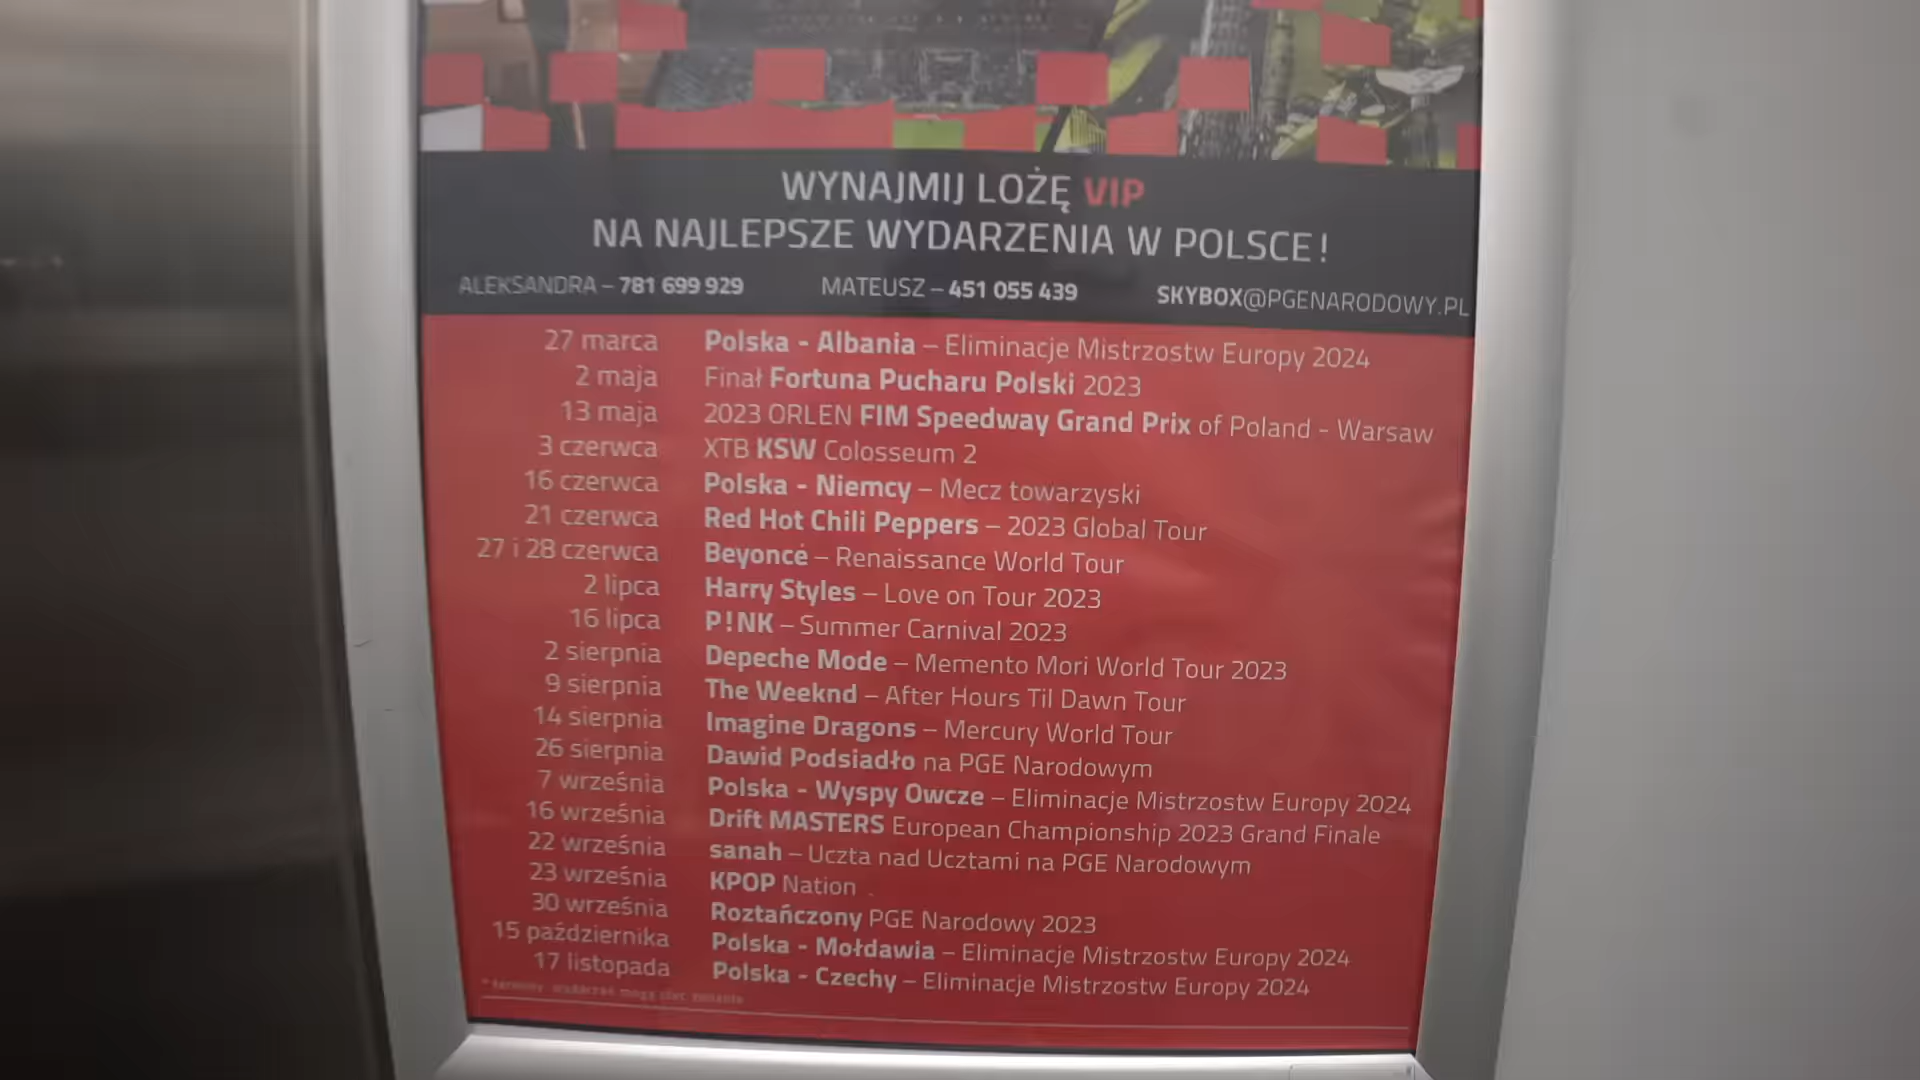 WYNAJMIJ LOŻĘ VIP
NA NAJLEPSZE WYDARZENIA W POLSCE!
ALEKSANDRA – 781 699 929 MATEUSZ – 451 055 439 SKYBOX@PGENARODOWY.PL
27 marca Polska - Albania – Eliminacje Mistrzostw Europy 2024
2 maja Finał Fortuna Pucharu Polski 2023
13 maja 2023 ORLEN FIM Speedway Grand Prix of Poland - Warsaw
3 czerwca XTB KSW Colosseum 2
16 czerwca Polska - Niemcy – Mecz towarzyski
21 czerwca Red Hot Chili Peppers – 2023 Global Tour
27 i 28 czerwca Beyoncé – Renaissance World Tour
2 lipca Harry Styles – Love on Tour 2023
16 lipca P!NK – Summer Carnival 2023
2 sierpnia Depeche Mode – Memento Mori World Tour 2023
9 sierpnia The Weeknd – After Hours Til Dawn Tour
14 sierpnia Imagine Dragons – Mercury World Tour
26 sierpnia Dawid Podsiadło na PGE Narodowym
7 września Polska - Wyspy Owcze – Eliminacje Mistrzostw Europy 2024
16 września Drift MASTERS European Championship 2023 Grand Finale
22 września sanah – Uczta nad Ucztami na PGE Narodowym
23 września KPOP Nation
30 września Roztańczony PGE Narodowy 2023
15 października Polska - Mołdawia – Eliminacje Mistrzostw Europy 2024
17 listopada Polska - Czechy – Eliminacje Mistrzostw Europy 2024